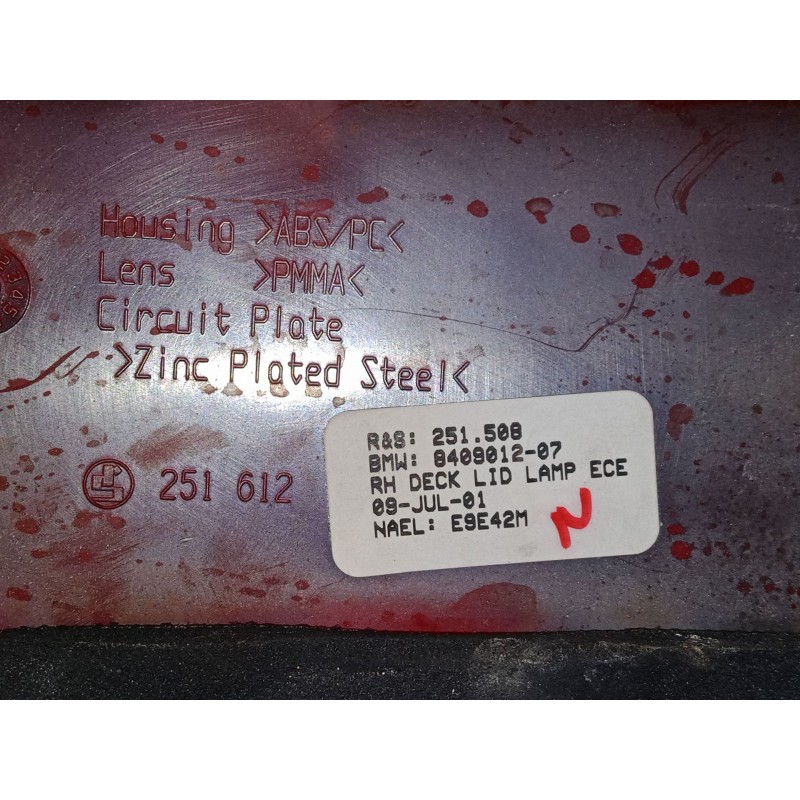 Housing >ABS/PC<
Lens >PMMA<
Circuit Plate
>Zinc Plated Steel<
2345
251 612
R&S: 251.508
BMW: 8409012-07
RH DECK LID LAMP ECE
09-JUL-01
NAEL: E9E42M
N